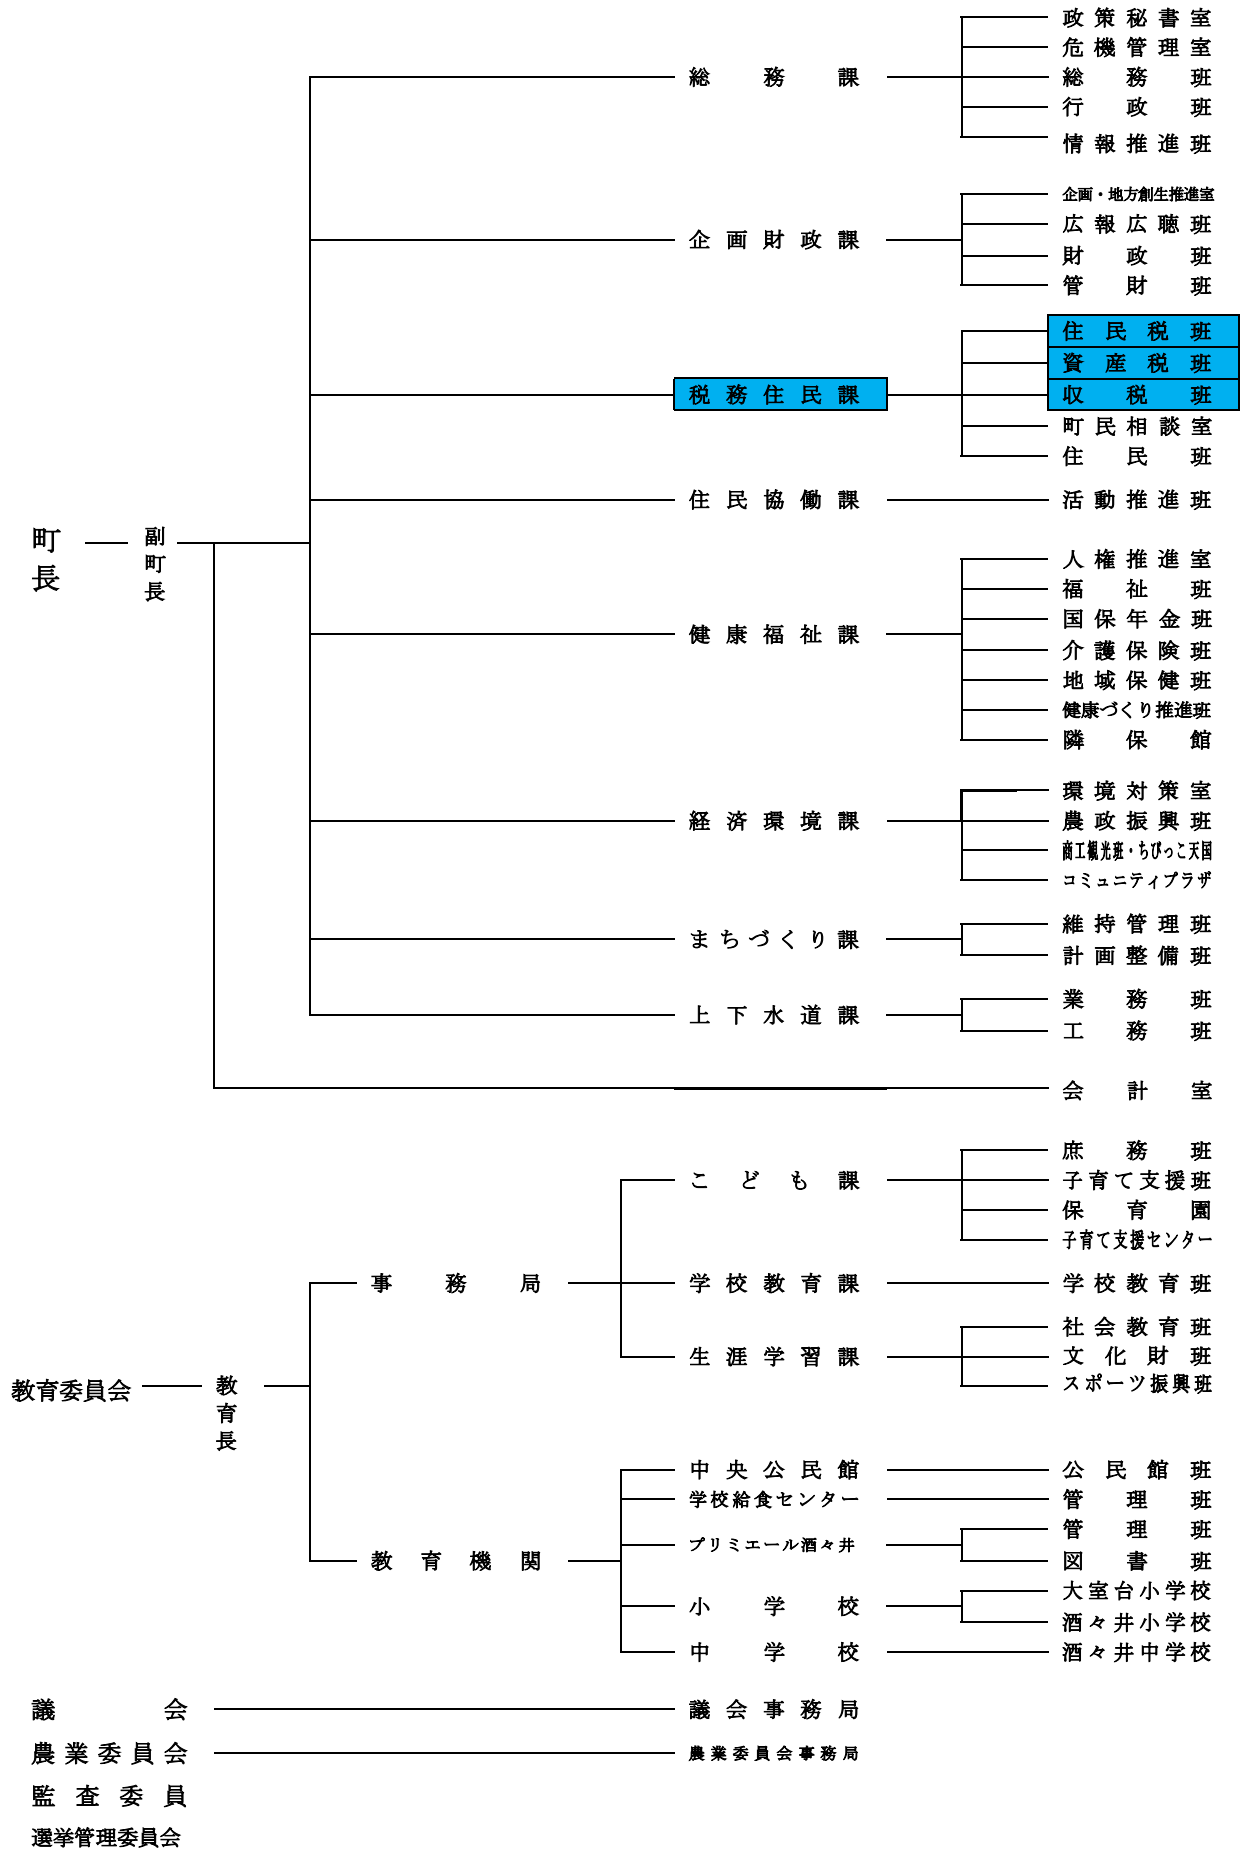 町長
副町長
総務課
政策秘書室
危機管理室
総務班
行政班
情報推進班
企画財政課
企画・地方創生推進室
広報広聴班
財政班
管財班
税務住民課
住民税班
資産税班
収税班
町民相談室
住民班
住民協働課
活動推進班
健康福祉課
人権推進室
福祉班
国保年金班
介護保険班
地域保健班
健康づくり推進班
隣保館
経済環境課
環境対策室
農政振興班
商工観光班・ちびっこ天国
コミュニティプラザ
まちづくり課
維持管理班
計画整備班
上下水道課
業務班
工務班
会計室
教育委員会
教育長
事務局
こども課
庶務班
子育て支援班
保育園
子育て支援センター
学校教育課
学校教育班
生涯学習課
社会教育班
文化財班
スポーツ振興班
教育機関
中央公民館
公民館班
学校給食センター
管理班
プリミエール酒々井
管理班
図書班
小学校
大室台小学校
酒々井小学校
中学校
酒々井中学校
議会
議会事務局
農業委員会
農業委員会事務局
監査委員
選挙管理委員会